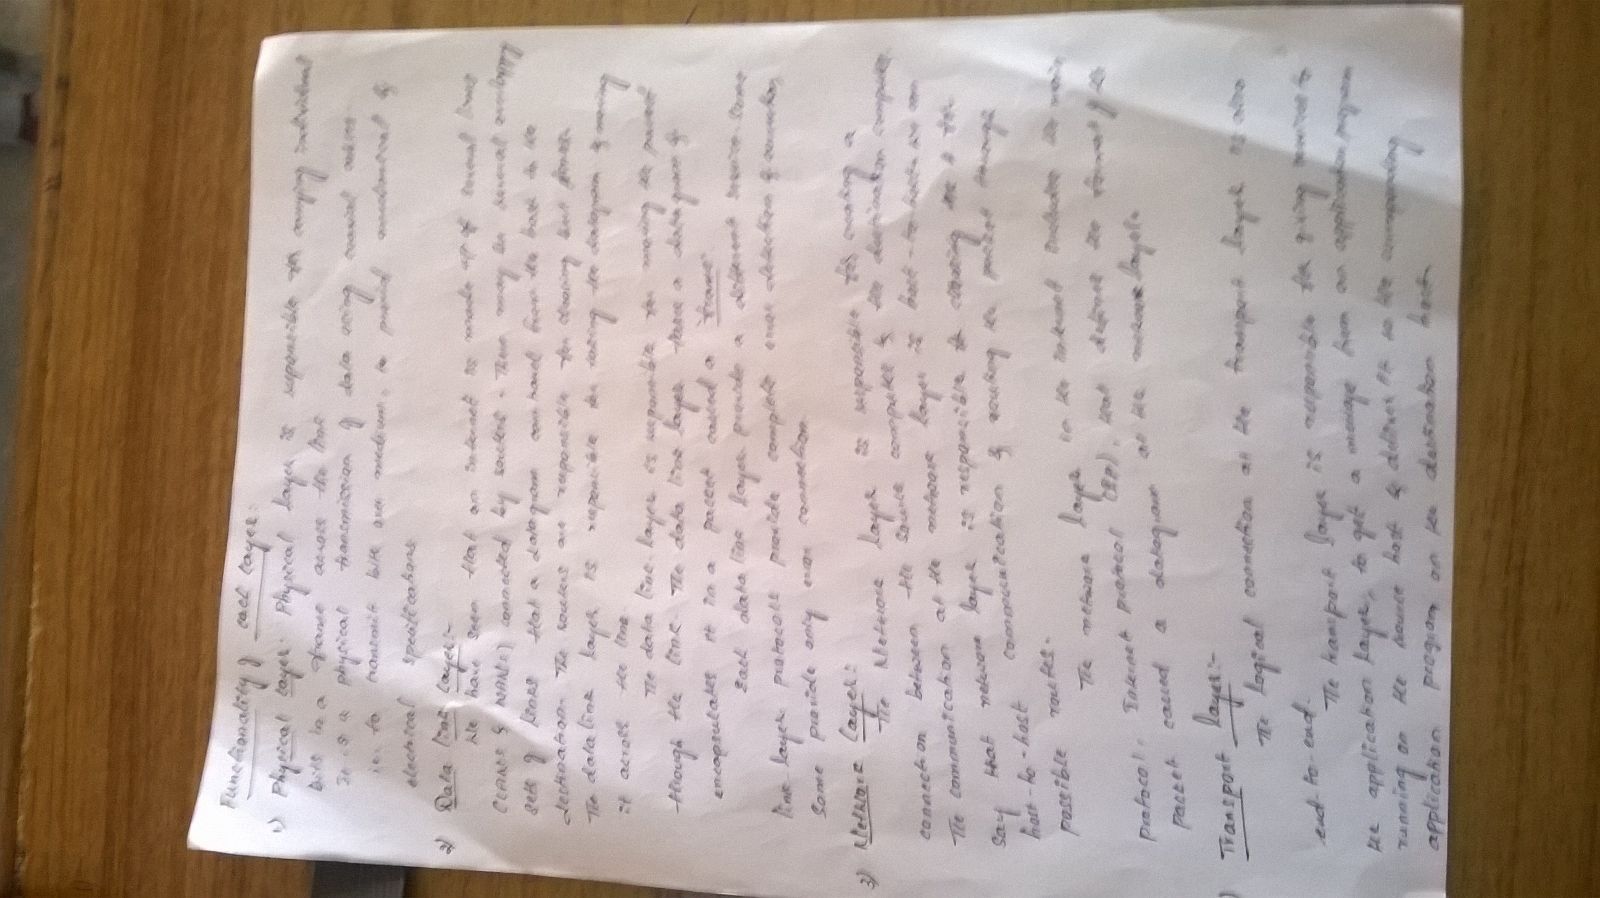 Functionality of each layer:
1) Physical layer: Physical layer is responsible for carrying individual
bits in a frame across the link
It is a physical transmission of data using coaxial cables.
i.e. to transmit bits over medium, to provid mechanical &
electrical specifications
2) Data link layer:-
We have seen that an internet is made up of several links
(LANs & WANs) connected by routers. There may be several overlapping
sets of links that a datagram can travel from the host to the
destination. The routers are responsible for choosing best links.
The data link layer is responsible for taking the datagram & moving
it across the link.
The data link layer is responsible for moving the packet
through the link. The data link layer takes a datagram &
encapsulates it in a packet called a "frame"
Each data link layer provide a different service. Some
link-layer protocols provide complete error detection & correction,
some provide only error correction.
3) Network layer:
The Network layer is responsible for creating a
connection between the source computer & the destination computer.
The communication at the network layer is host-to-host. we can
say that network layer is responsible
host-to-host communication & routing the packet through
possible routes.
The network layer in the internet includes the main
protocol, Internet protocol (IP), that defines the format of the
packet called a datagram at the network layer.
) Transport layer:-
The logical connection at the transport layer is also
end-to-end.
The transport layer is responsible for giving services to
the application layer, to get a message from an application program
running on the source host & deliver it to the corresponding
application program on the destination host.